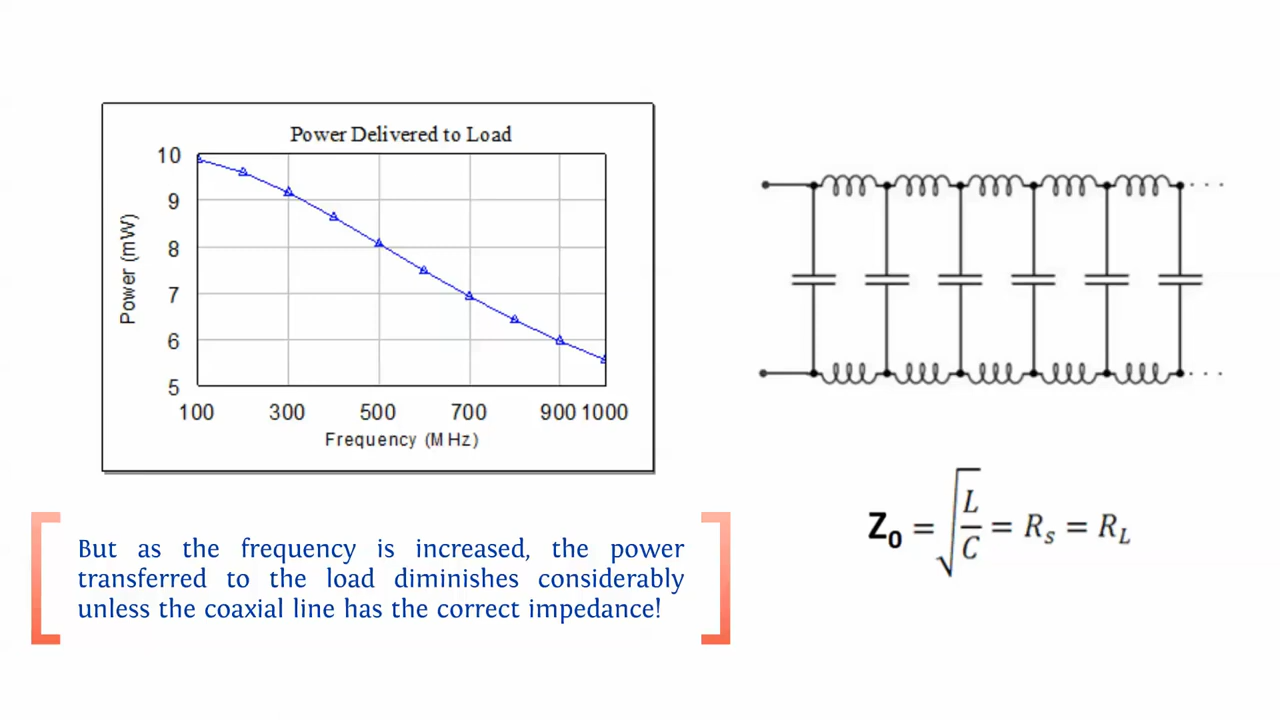 Power Delivered to Load
10
9
8
7
6
5
Power (mW)
100 300 500 700 900 1000
Frequency (MHz)
But as the frequency is increased, the power
transferred to the load diminishes considerably
unless the coaxial line has the correct impedance!
Z₀ = √(L/C) = Rₛ = R_L